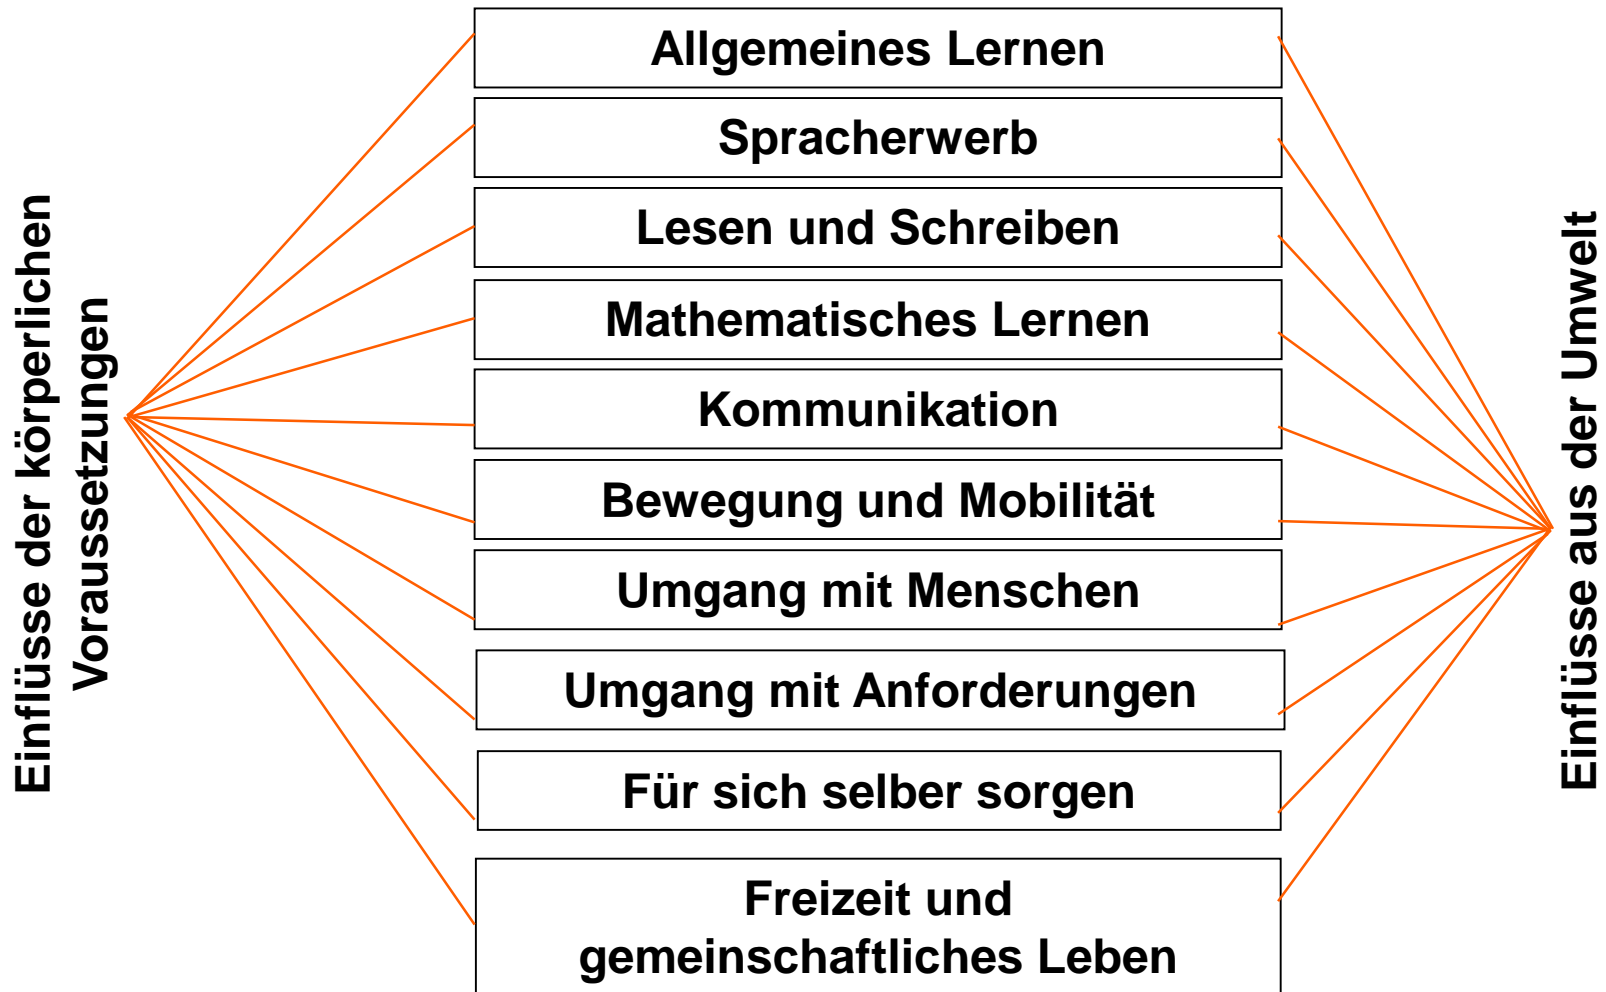 Einflüsse der körperlichen
Voraussetzungen
Allgemeines Lernen
Spracherwerb
Lesen und Schreiben
Mathematisches Lernen
Kommunikation
Bewegung und Mobilität
Umgang mit Menschen
Umgang mit Anforderungen
Für sich selber sorgen
Freizeit und
gemeinschaftliches Leben
Einflüsse aus der Umwelt